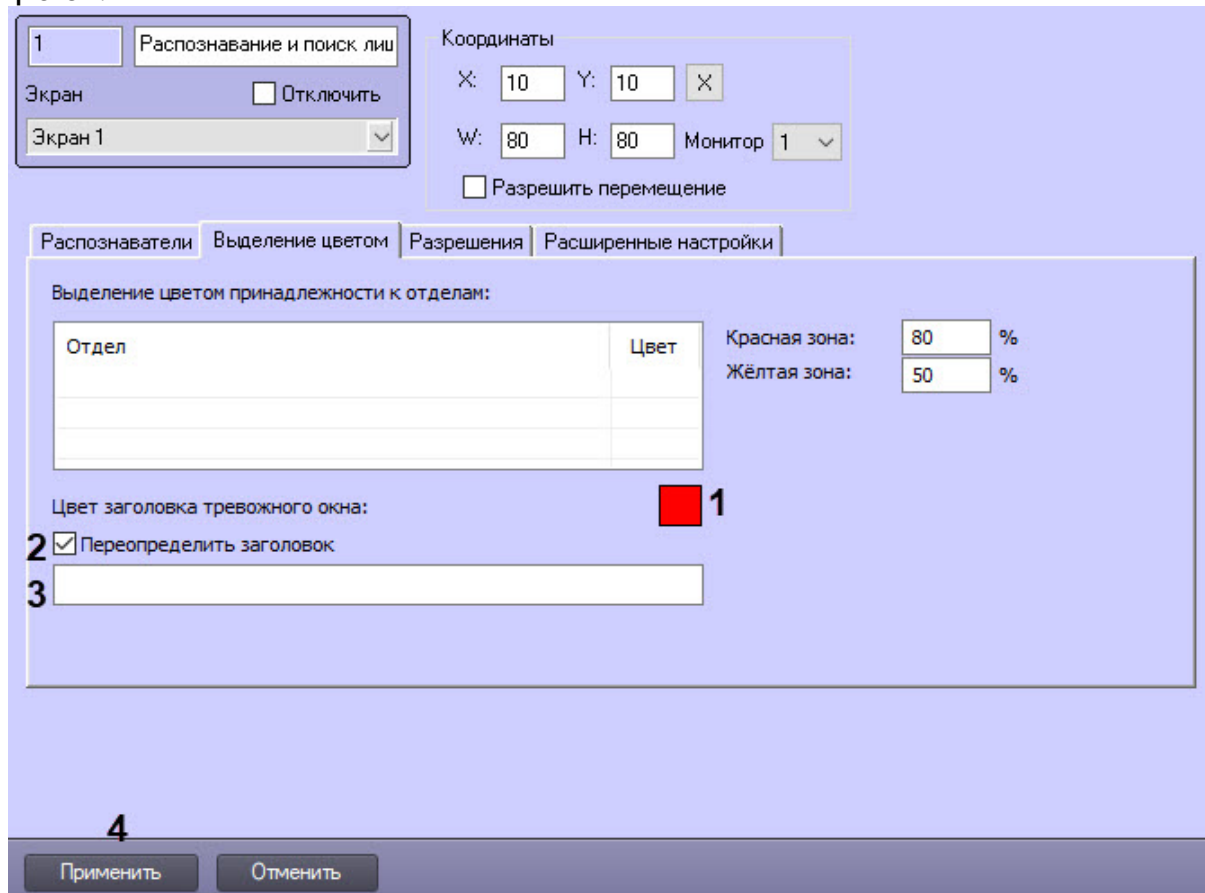 1 Распознавание и поиск лиц
Экран Отключить
Экран 1
Координаты
X: 10 Y: 10 X
W: 80 H: 80 Монитор 1
Разрешить перемещение
Распознаватели Выделение цветом Разрешения Расширенные настройки
Выделение цветом принадлежности к отделам:
Отдел Цвет
Красная зона: 80 %
Жёлтая зона: 50 %
Цвет заголовка тревожного окна: 1
2 Переопределить заголовок
3
4
Применить Отменить